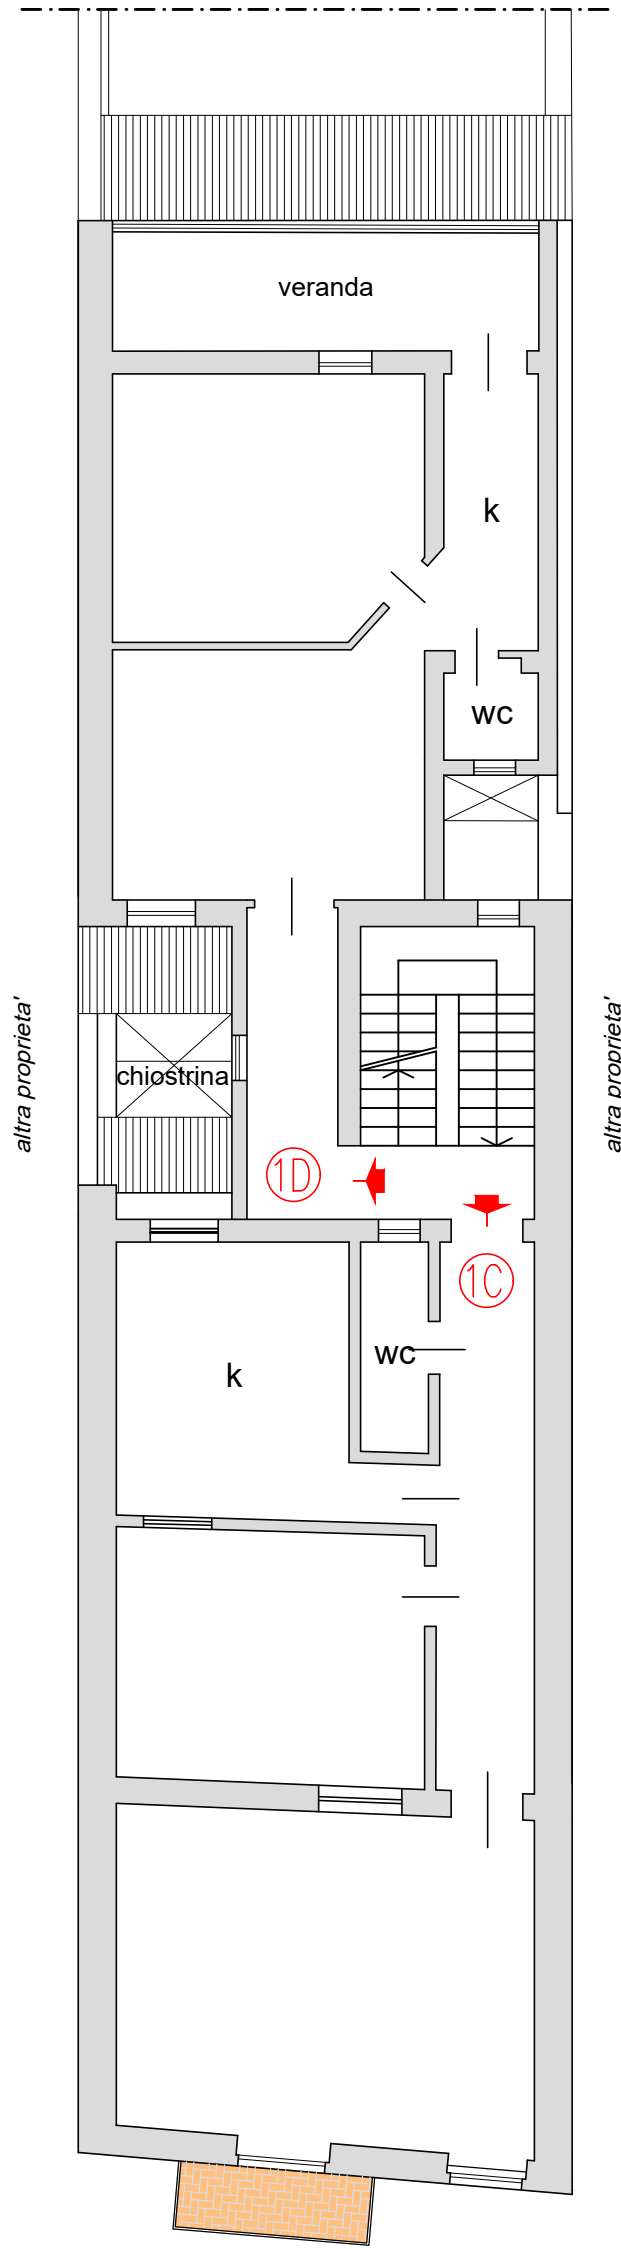 veranda
k
wc
altra proprieta'
altra proprieta'
chiostrina
1D
1C
wc
k